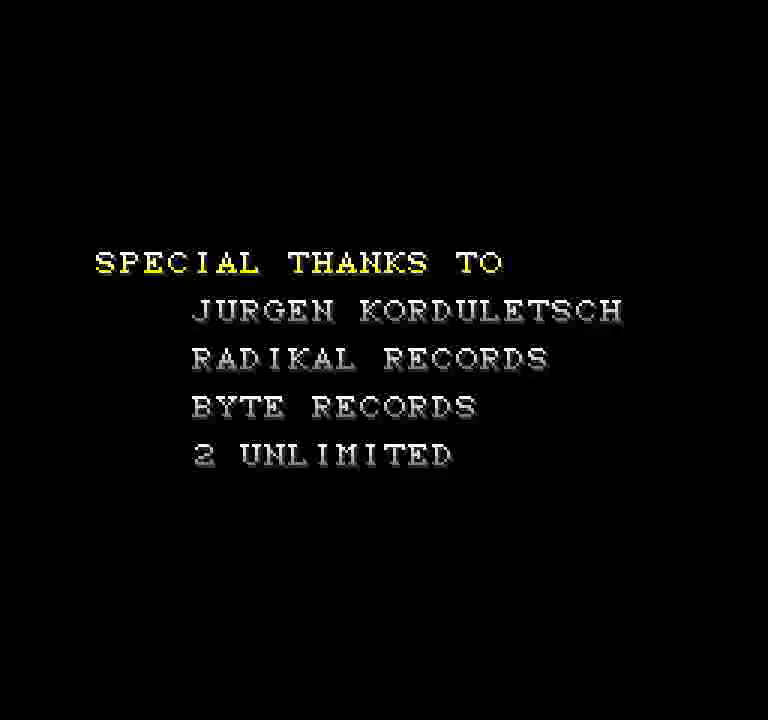 SPECIAL THANKS TO
JURGEN KORDULETSCH
RADIKAL RECORDS
BYTE RECORDS
2 UNLIMITED